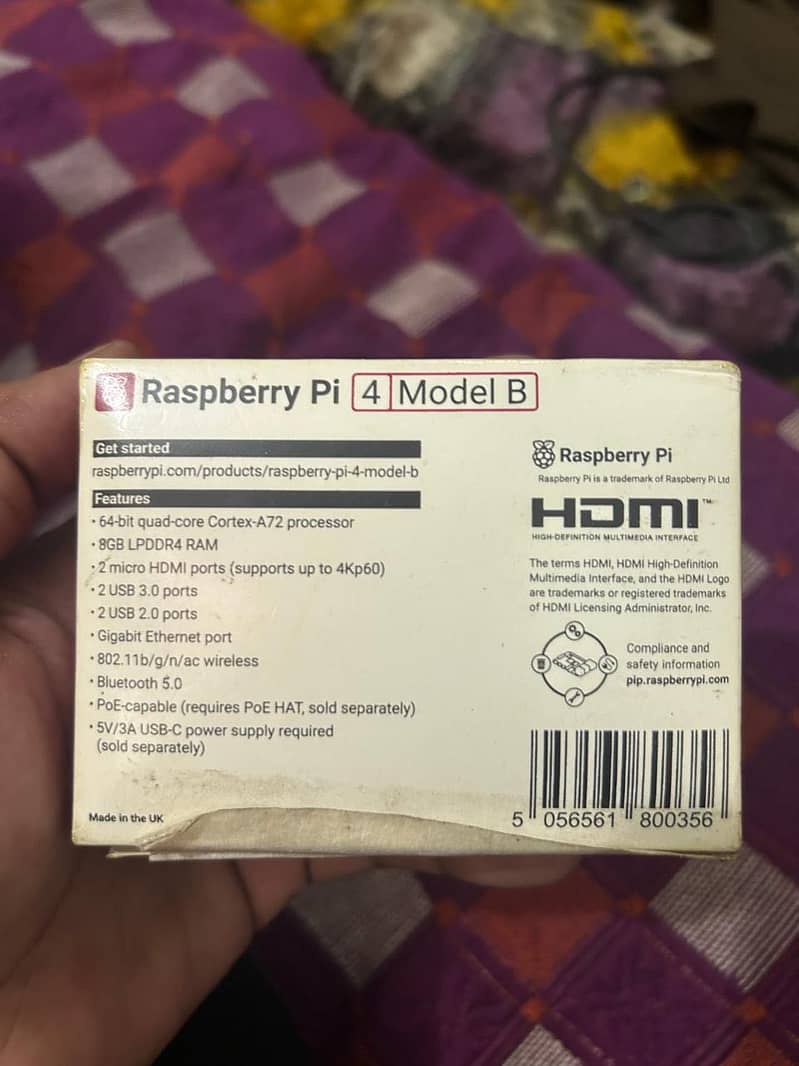 Raspberry Pi 4 Model B
Get started
raspberrypi.com/products/raspberry-pi-4-model-b
Features
• 64-bit quad-core Cortex-A72 processor
• 8GB LPDDR4 RAM
• 2 micro HDMI ports (supports up to 4Kp60)
• 2 USB 3.0 ports
• 2 USB 2.0 ports
• Gigabit Ethernet port
• 802.11b/g/n/ac wireless
• Bluetooth 5.0
• PoE-capable (requires PoE HAT, sold separately)
• 5V/3A USB-C power supply required
(sold separately)
Made in the UK
Raspberry Pi
Raspberry Pi is a trademark of Raspberry Pi Ltd
HDMI™
HIGH-DEFINITION MULTIMEDIA INTERFACE
The terms HDMI, HDMI High-Definition
Multimedia Interface, and the HDMI Logo
are trademarks or registered trademarks
of HDMI Licensing Administrator, Inc.
Compliance and
safety information
pip.raspberrypi.com
5 056561 800356